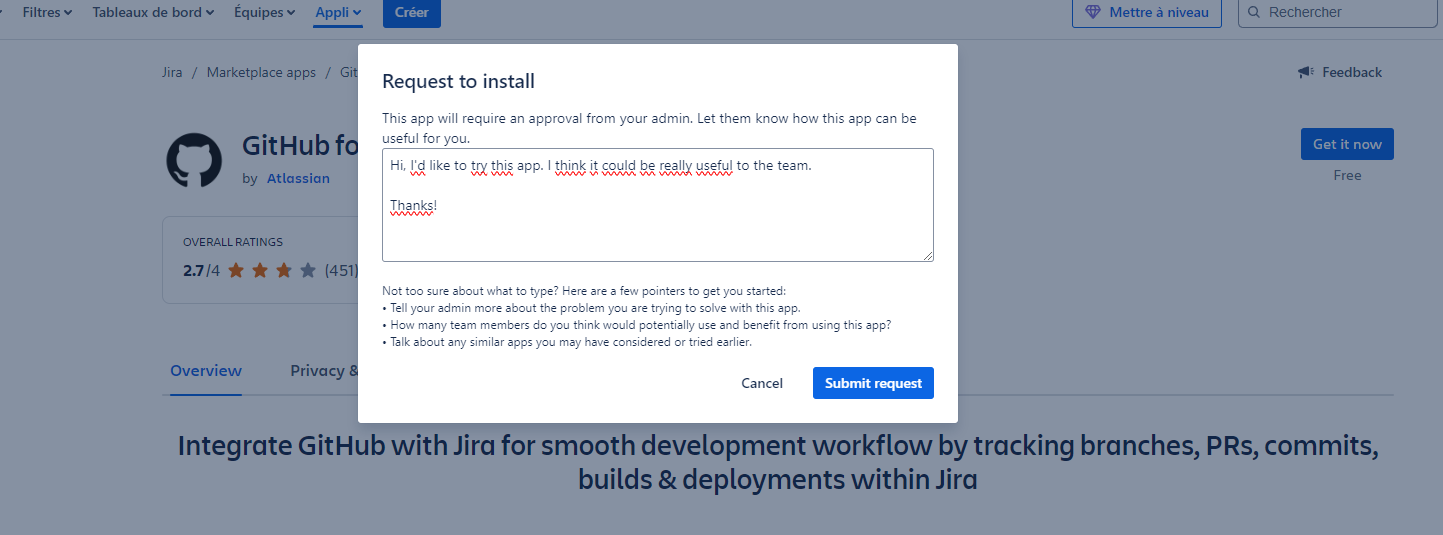 Filtres Tableaux de bord Équipes Appli Créer Mettre à niveau Rechercher
Jira / Marketplace apps / Git
Feedback
Request to install
This app will require an approval from your admin. Let them know how this app can be
useful for you.
Hi, I'd like to try this app. I think it could be really useful to the team.
Thanks!
GitHub fo
by Atlassian
Get it now
Free
OVERALL RATINGS
2.7/4 (451)
Not too sure about what to type? Here are a few pointers to get you started:
• Tell your admin more about the problem you are trying to solve with this app.
• How many team members do you think would potentially use and benefit from using this app?
• Talk about any similar apps you may have considered or tried earlier.
Cancel Submit request
Overview Privacy &
Integrate GitHub with Jira for smooth development workflow by tracking branches, PRs, commits,
builds & deployments within Jira